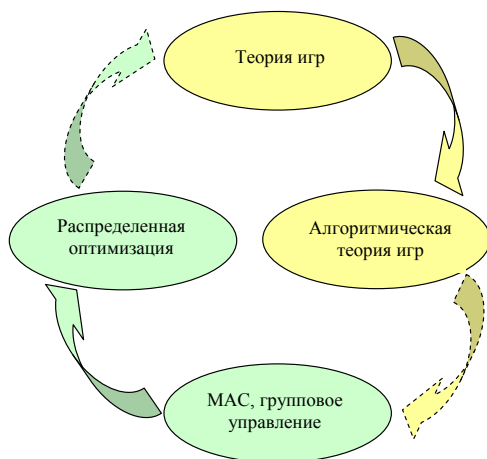 Теория игр
Распределенная
оптимизация
Алгоритмическая
теория игр
МАС, групповое
управление